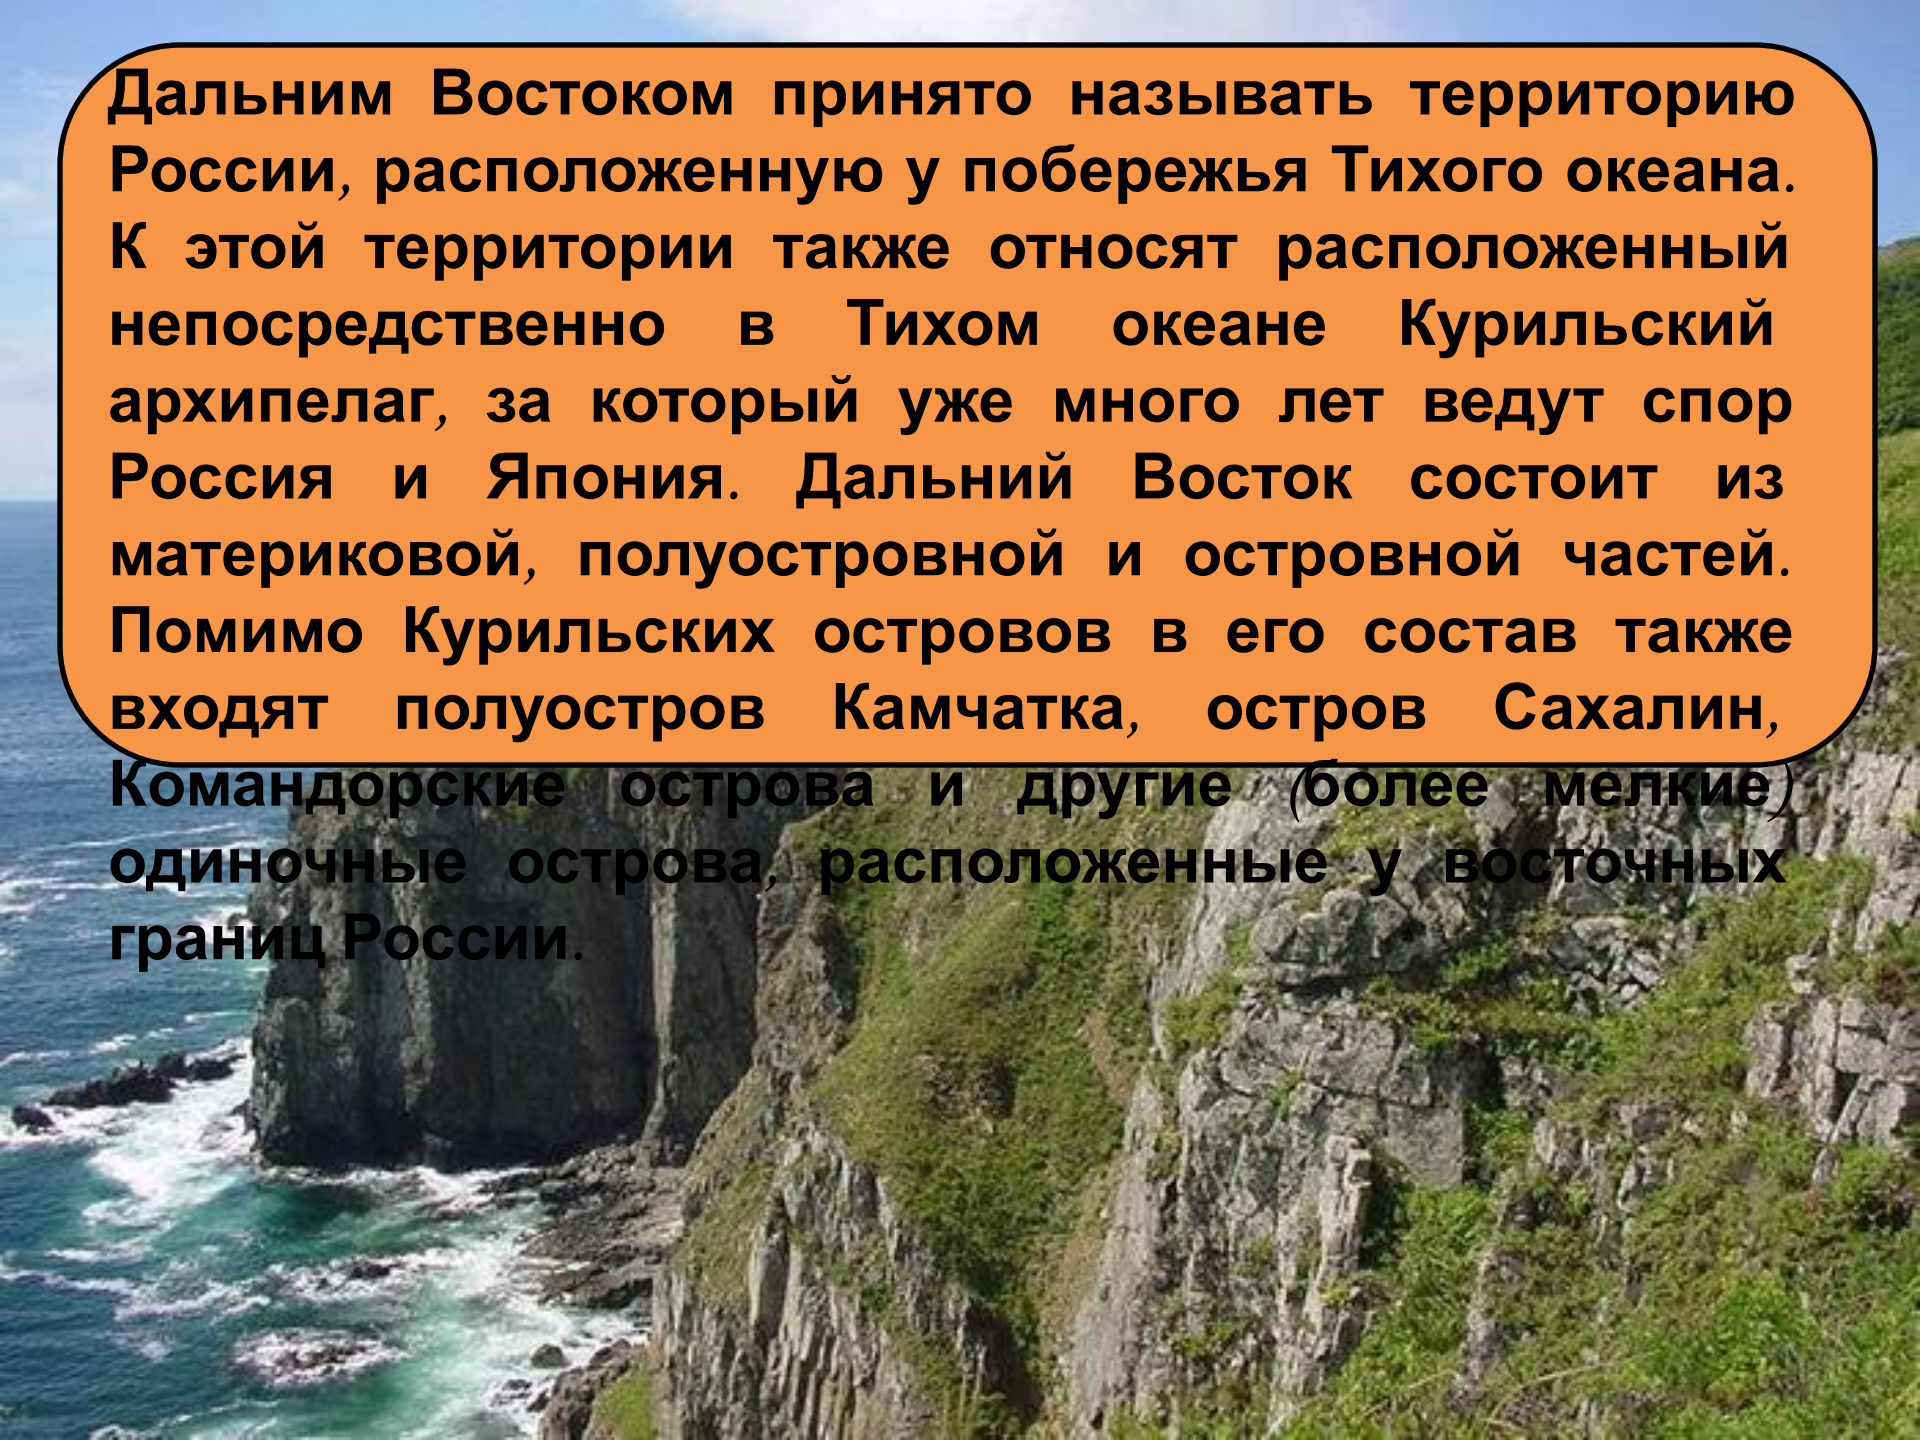 Дальним Востоком принято называть территорию
России, расположенную у побережья Тихого океана.
К этой территории также относят расположенный
непосредственно в Тихом океане Курильский
архипелаг, за который уже много лет ведут спор
Россия и Япония. Дальний Восток состоит из
материковой, полуостровной и островной частей.
Помимо Курильских островов в его состав также
входят полуостров Камчатка, остров Сахалин,
Командорские острова и другие (более мелкие)
одиночные острова, расположенные у восточных
границ России.